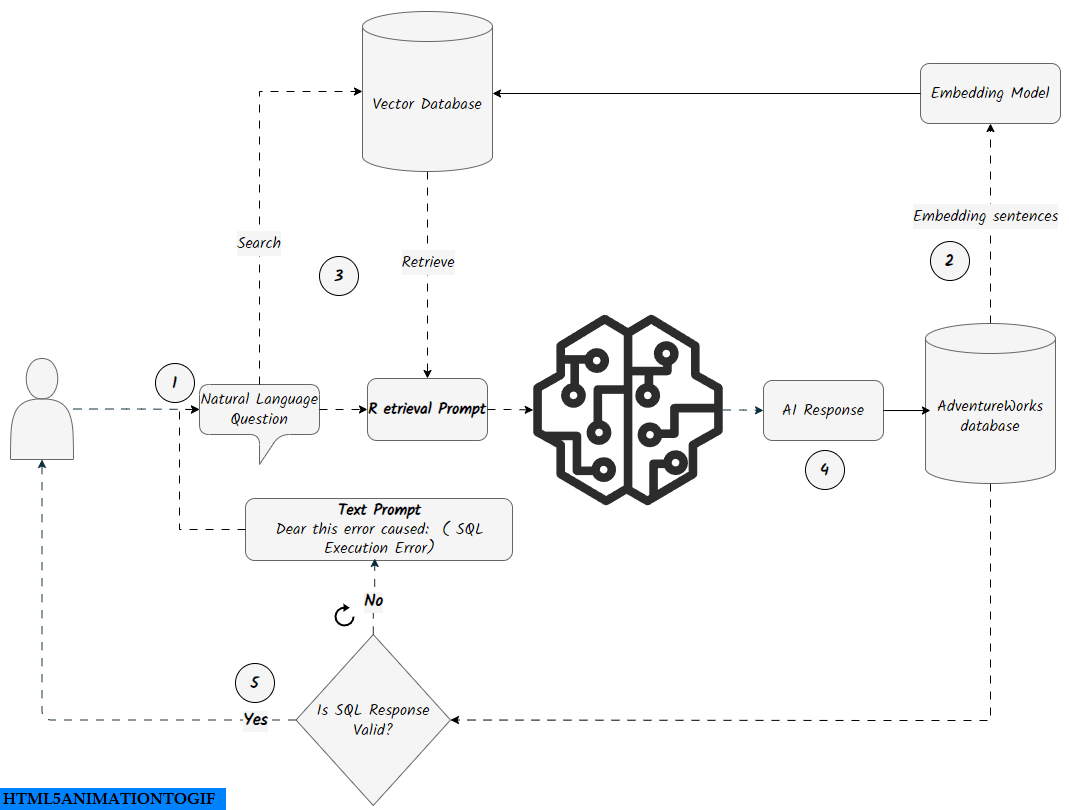 Vector Database
Embedding Model
Search
Embedding sentences
3
Retrieve
2
1
Natural Language
Question
R etrieval Prompt
AI Response
AdventureWorks
database
4
Text Prompt
Dear this error caused: ( SQL
Execution Error)
No
5
Is SQL Response
Valid?
Yes
HTML5ANIMATIONTOGIF